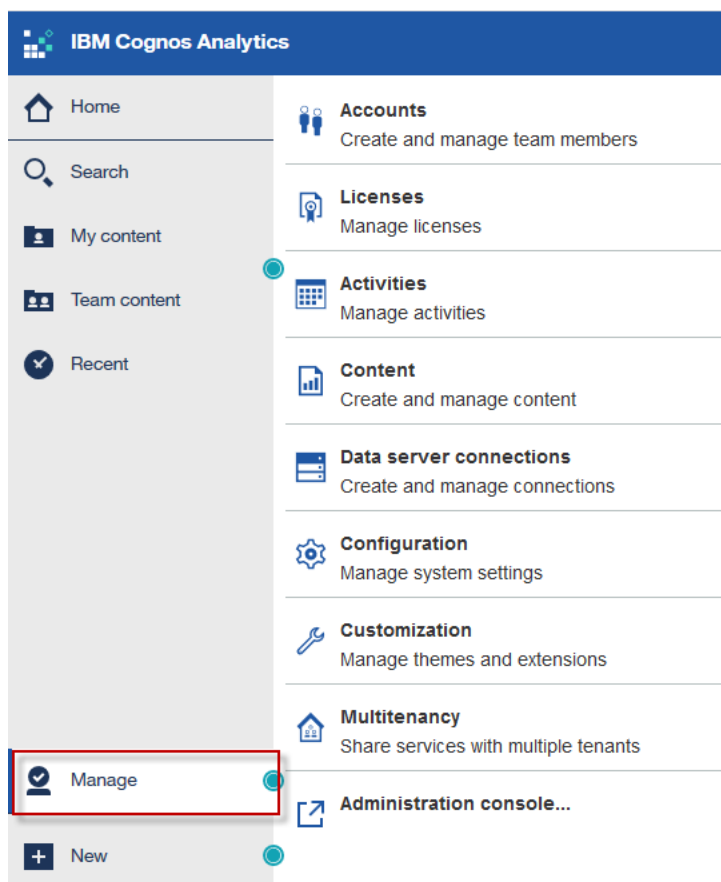 IBM Cognos Analytics
Home
Search
My content
Team content
Recent
Manage
New
Accounts
Create and manage team members
Licenses
Manage licenses
Activities
Manage activities
Content
Create and manage content
Data server connections
Create and manage connections
Configuration
Manage system settings
Customization
Manage themes and extensions
Multitenancy
Share services with multiple tenants
Administration console...